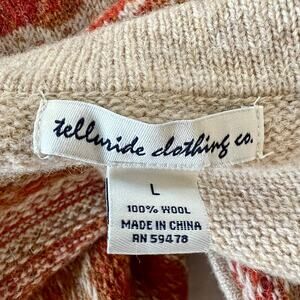 telluride clothing co.
L
100% WOOL
MADE IN CHINA
RN 59478